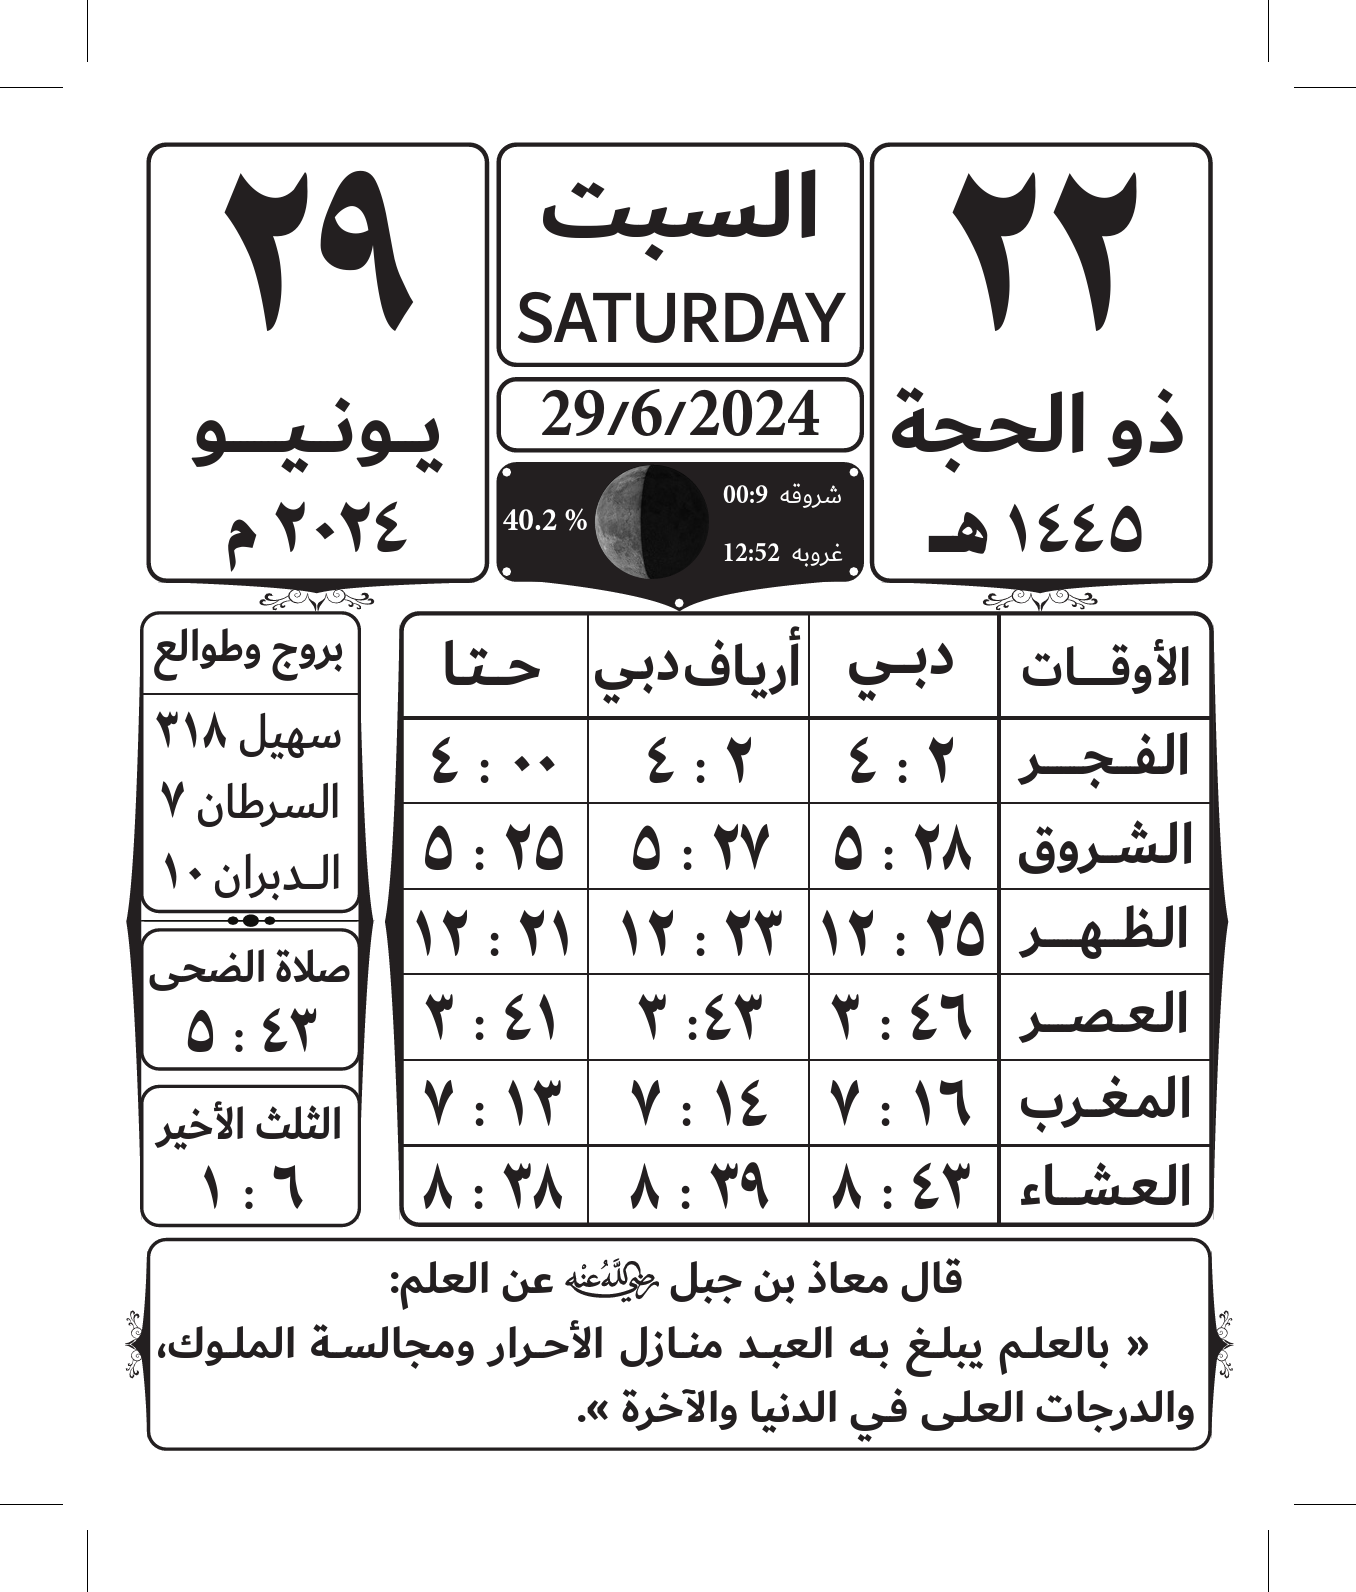 ٢٢
ذو الحجة
١٤٤٥ هـ
السبت
SATURDAY
29/6/2024
شروقه 00:9
غروبه 12:52
40.2 %
٢٩
يونيو
٢٠٢٤ م
الأوقات دبي أرياف دبي حتا
الفجر ٢ : ٤ ٢ : ٤ ٠٠ : ٤
الشروق ٢٨ : ٥ ٢٧ : ٥ ٢٥ : ٥
الظهر ٢٥ : ١٢ ٢٣ : ١٢ ٢١ : ١٢
العصر ٤٦ : ٣ ٤٣: ٣ ٤١ : ٣
المغرب ١٦ : ٧ ١٤ : ٧ ١٣ : ٧
العشاء ٤٣ : ٨ ٣٩ : ٨ ٣٨ : ٨
بروج وطوالع
سهيل ٣١٨
السرطان ٧
الدبران ١٠
صلاة الضحى
٤٣ : ٥
الثلث الأخير
٦ : ١
قال معاذ بن جبل رضي الله عنه عن العلم:
« بالعلم يبلغ به العبد منازل الأحرار ومجالسة الملوك،
والدرجات العلى في الدنيا والآخرة ».